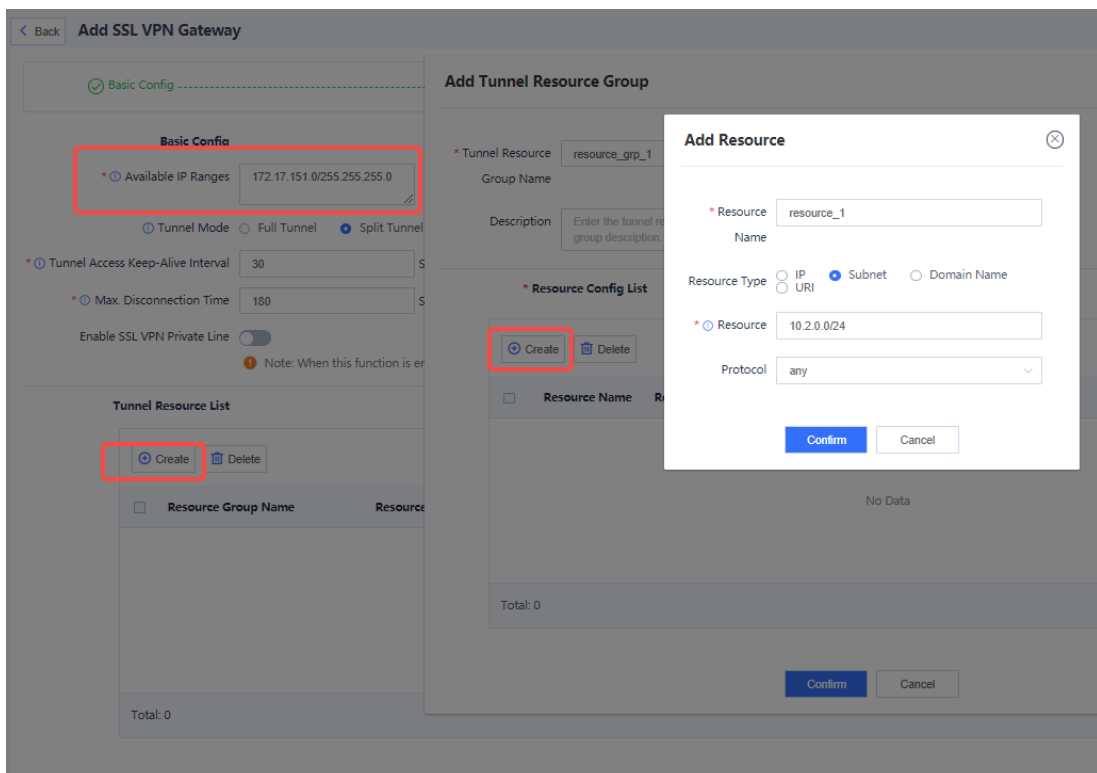 Back Add SSL VPN Gateway
Basic Config
Basic Config
* Available IP Ranges 172.17.151.0/255.255.255.0
Tunnel Mode Full Tunnel Split Tunnel
* Tunnel Access Keep-Alive Interval 30 S
* Max. Disconnection Time 180 S
Enable SSL VPN Private Line
Note: When this function is er
Tunnel Resource List
Create Delete
Resource Group Name Resource
Total: 0
Add Tunnel Resource Group
* Tunnel Resource resource_grp_1
Group Name
Description Enter the tunnel re
group description.
* Resource Config List
Create Delete
Resource Name R
No Data
Total: 0
Confirm Cancel
Add Resource
* Resource resource_1
Name
Resource Type IP Subnet Domain Name
URI
* Resource 10.2.0.0/24
Protocol any
Confirm Cancel